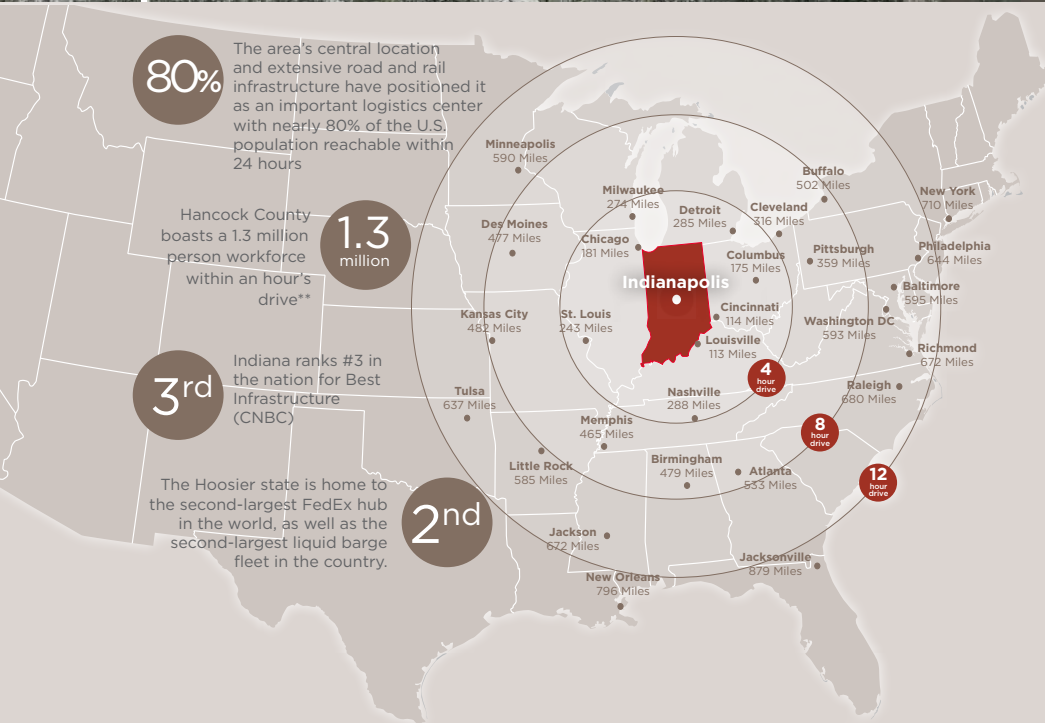 80%
The area's central location
and extensive road and rail
infrastructure have positioned it
as an important logistics center
with nearly 80% of the U.S.
population reachable within
24 hours
Hancock County
boasts a 1.3 million
person workforce
within an hour's
drive**
1.3
million
3rd
Indiana ranks #3 in
the nation for Best
Infrastructure
(CNBC)
The Hoosier state is home to
the second-largest FedEx hub
in the world, as well as the
second-largest liquid barge
fleet in the country.
2nd
Minneapolis
590 Miles
Milwaukee
274 Miles
Buffalo
502 Miles
New York
710 Miles
Des Moines
477 Miles
Detroit
285 Miles
Cleveland
316 Miles
Chicago
181 Miles
Columbus
175 Miles
Pittsburgh
359 Miles
Philadelphia
644 Miles
Indianapolis
Baltimore
595 Miles
Kansas City
482 Miles
St. Louis
243 Miles
Cincinnati
114 Miles
Washington DC
593 Miles
Louisville
113 Miles
Richmond
672 Miles
4
hour
drive
Tulsa
637 Miles
Nashville
288 Miles
Raleigh
680 Miles
Memphis
465 Miles
8
hour
drive
Little Rock
585 Miles
Birmingham
479 Miles
Atlanta
533 Miles
12
hour
drive
Jackson
672 Miles
Jacksonville
879 Miles
New Orleans
796 Miles